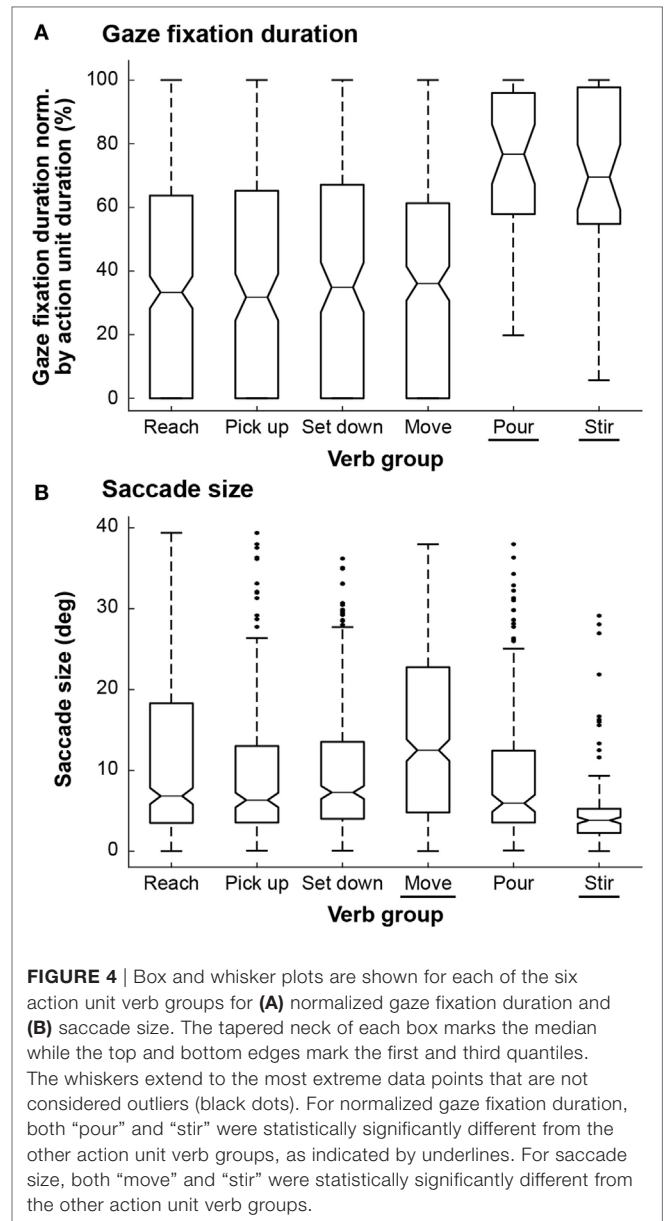 A Gaze fixation duration
Gaze fixation duration norm.
by action unit duration (%)
100
80
60
40
20
0
Reach Pick up Set down Move Pour Stir
Verb group
B Saccade size
Saccade size (deg)
40
30
20
10
0
Reach Pick up Set down Move Pour Stir
Verb group
FIGURE 4 | Box and whisker plots are shown for each of the six
action unit verb groups for (A) normalized gaze fixation duration and
(B) saccade size. The tapered neck of each box marks the median
while the top and bottom edges mark the first and third quantiles.
The whiskers extend to the most extreme data points that are not
considered outliers (black dots). For normalized gaze fixation duration,
both “pour” and “stir” were statistically significantly different from the
other action unit verb groups, as indicated by underlines. For saccade
size, both “move” and “stir” were statistically significantly different from
the other action unit verb groups.